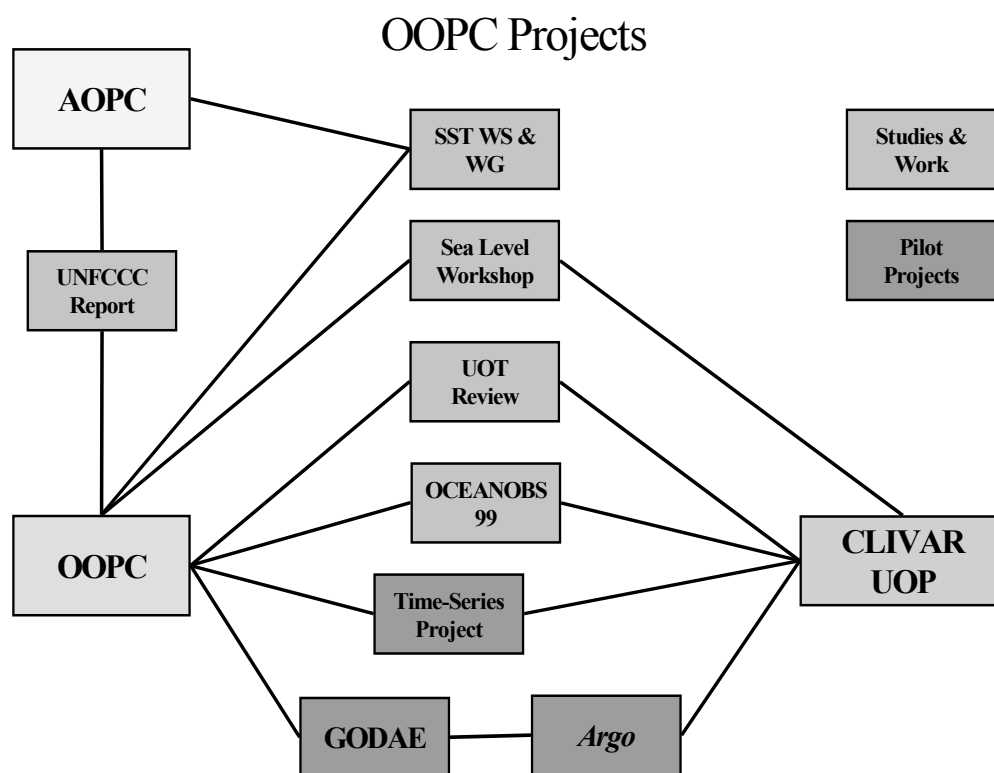 OOPC Projects
AOPC
SST WS &
WG
Studies &
Work
Sea Level
Workshop
Pilot
Projects
UNFCCC
Report
UOT
Review
OCEANOBS
99
OOPC
CLIVAR
UOP
Time-Series
Project
GODAE
Argo